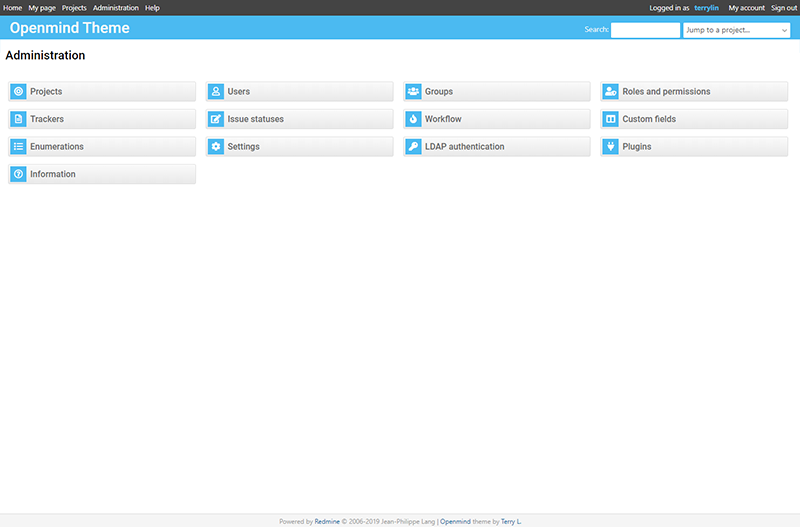 Home My page Projects Administration Help Logged in as terrylin My account Sign out
Openmind Theme Search: Jump to a project...
Administration
Projects Users Groups Roles and permissions
Trackers Issue statuses Workflow Custom fields
Enumerations Settings LDAP authentication Plugins
Information
Powered by Redmine © 2006-2019 Jean-Philippe Lang | Openmind theme by Terry L.